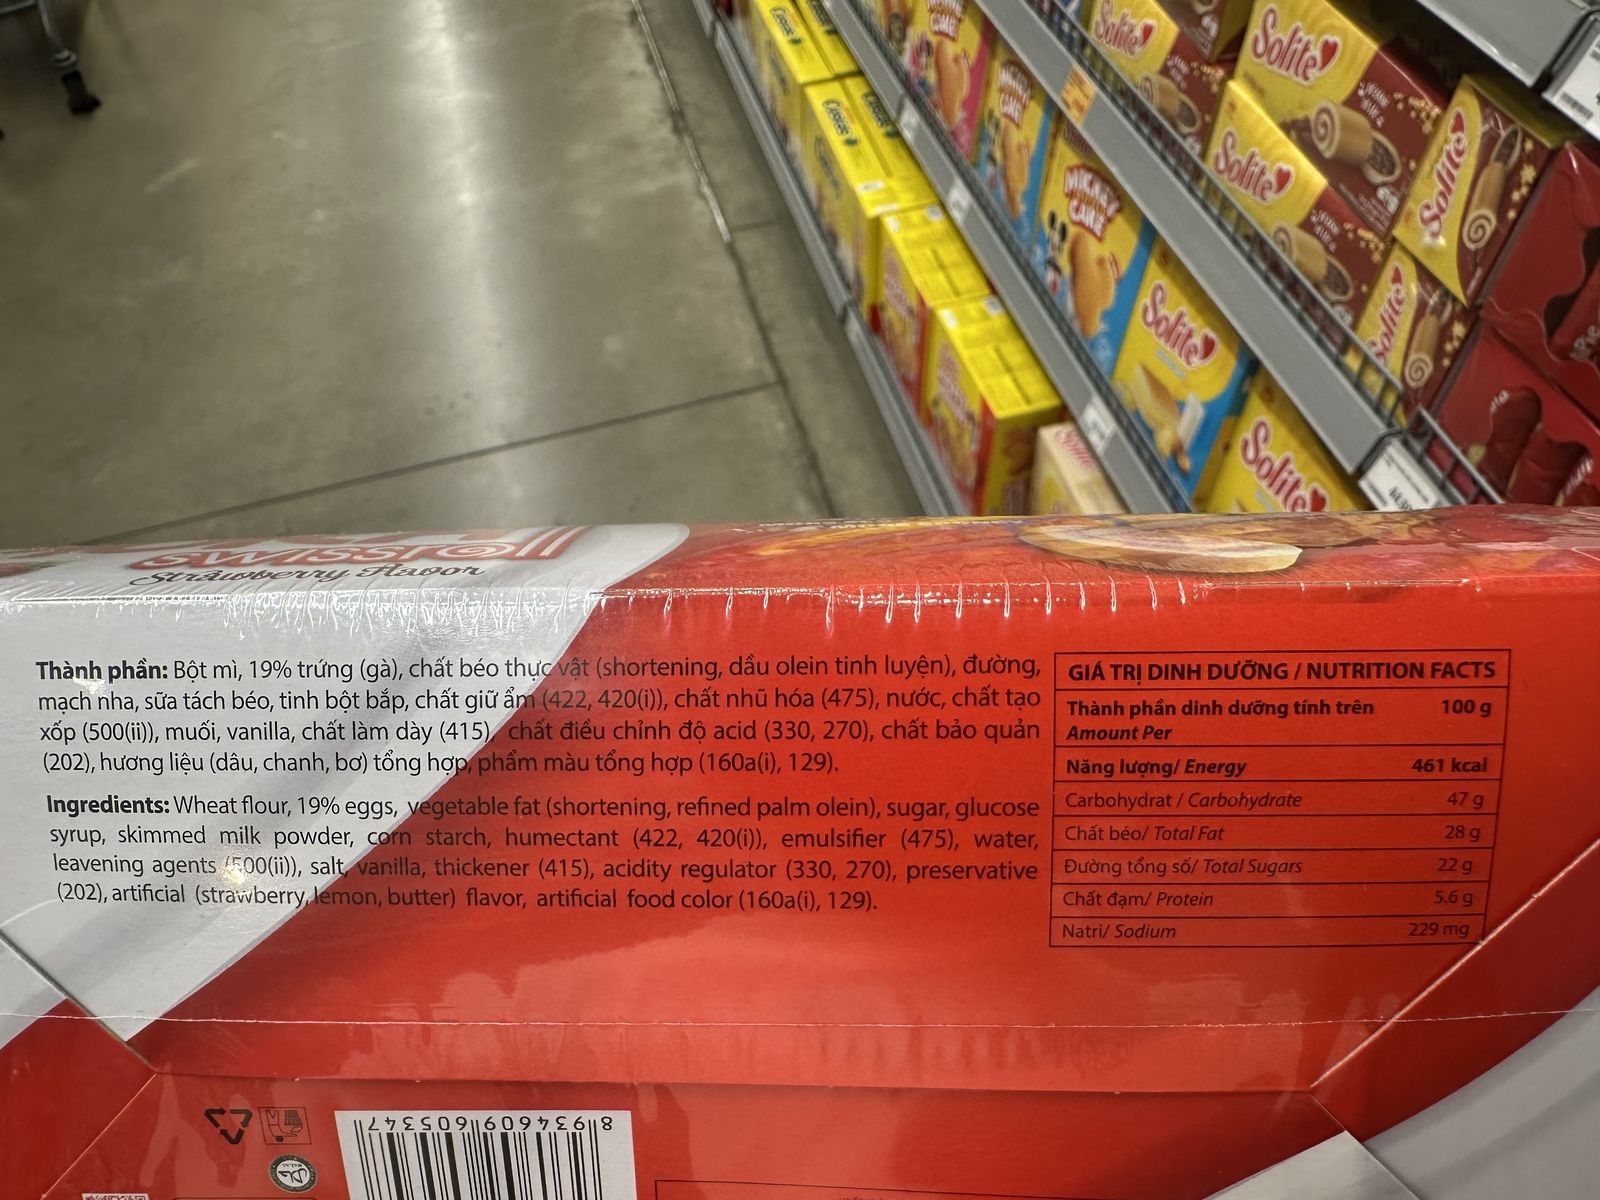 Solite
Solite
Solite
Solite
Solite
Solite
Solite
MICKEY
CAKE
swissroll
Strawberry Flavor
Thành phần: Bột mì, 19% trứng (gà), chất béo thực vật (shortening, dầu olein tinh luyện), đường,
mạch nha, sữa tách béo, tinh bột bắp, chất giữ ẩm (422, 420(i)), chất nhũ hóa (475), nước, chất tạo
xốp (500(ii)), muối, vanilla, chất làm dày (415), chất điều chỉnh độ acid (330, 270), chất bảo quản
(202), hương liệu (dâu, chanh, bơ) tổng hợp, phẩm màu tổng hợp (160a(i), 129).
Ingredients: Wheat flour, 19% eggs, vegetable fat (shortening, refined palm olein), sugar, glucose
syrup, skimmed milk powder, corn starch, humectant (422, 420(i)), emulsifier (475), water,
leavening agents (500(ii)), salt, vanilla, thickener (415), acidity regulator (330, 270), preservative
(202), artificial (strawberry, lemon, butter) flavor, artificial food color (160a(i), 129).
GIÁ TRỊ DINH DƯỠNG / NUTRITION FACTS
Thành phần dinh dưỡng tính trên 100 g
Amount Per
Năng lượng/ Energy 461 kcal
Carbohydrat / Carbohydrate 47 g
Chất béo/ Total Fat 28 g
Đường tổng số/ Total Sugars 22 g
Chất đạm/ Protein 5.6 g
Natri/ Sodium 229 mg
8 934609 605347